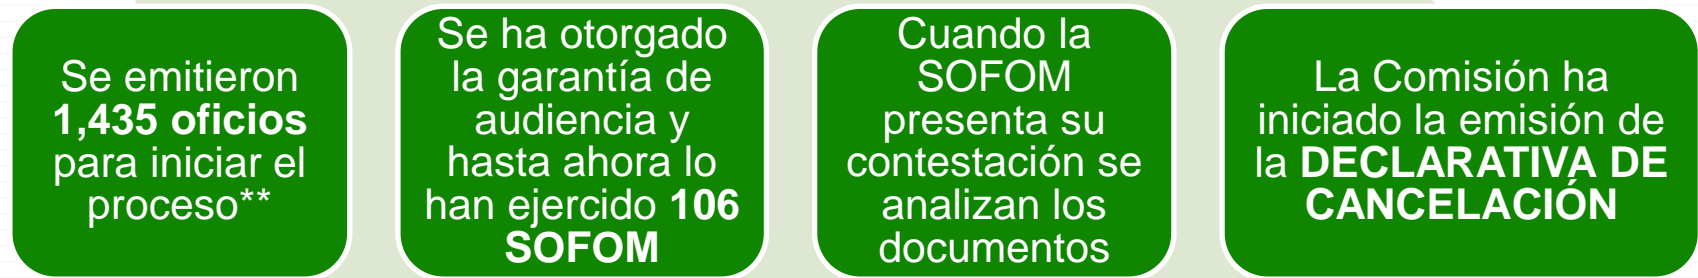 Se emitieron
1,435 oficios
para iniciar el
proceso**
Se ha otorgado
la garantía de
audiencia y
hasta ahora lo
han ejercido 106
SOFOM
Cuando la
SOFOM
presenta su
contestación se
analizan los
documentos
La Comisión ha
iniciado la emisión de
la DECLARATIVA DE
CANCELACIÓN